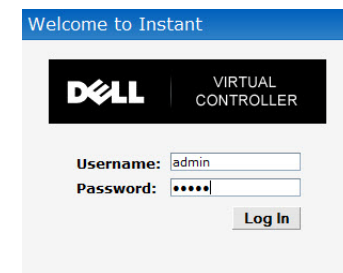 Welcome to Instant
DELL
VIRTUAL
CONTROLLER
Username: admin
Password: •••••
Log In